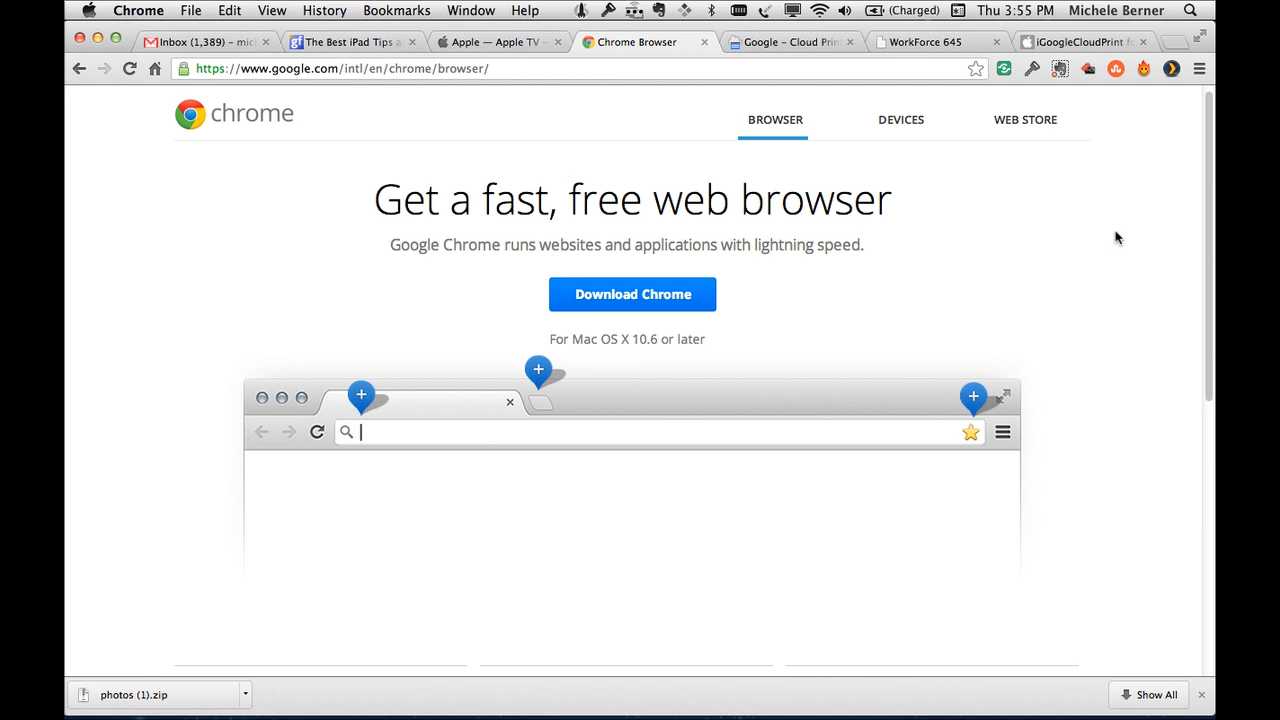 Chrome File Edit View History Bookmarks Window Help (Charged) Thu 3:55 PM Michele Berner
Inbox (1,389) – mic
The Best iPad Tips a
Apple — Apple TV –
Chrome Browser
Google – Cloud Prin
WorkForce 645
iGoogleCloudPrint fo
https://www.google.com/intl/en/chrome/browser/
chrome
BROWSER DEVICES WEB STORE
Get a fast, free web browser
Google Chrome runs websites and applications with lightning speed.
Download Chrome
For Mac OS X 10.6 or later
photos (1).zip
Show All